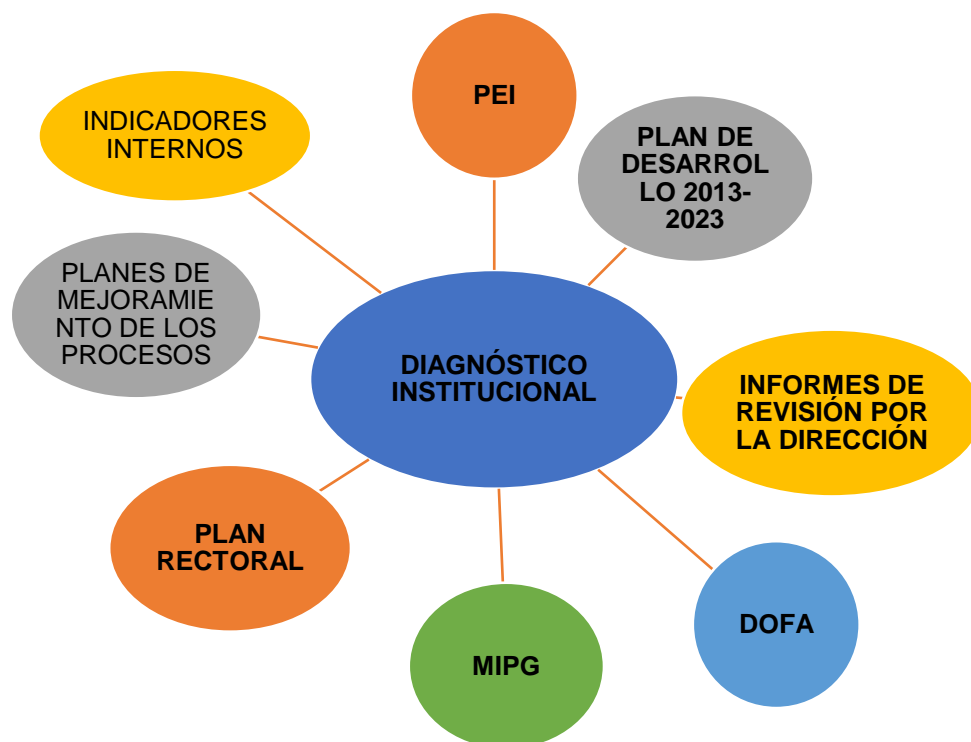 PEI
INDICADORES
INTERNOS
PLAN DE
DESARROL
LO 2013-
2023
PLANES DE
MEJORAMIE
NTO DE LOS
PROCESOS
DIAGNÓSTICO
INSTITUCIONAL
INFORMES DE
REVISIÓN POR
LA DIRECCIÓN
PLAN
RECTORAL
DOFA
MIPG